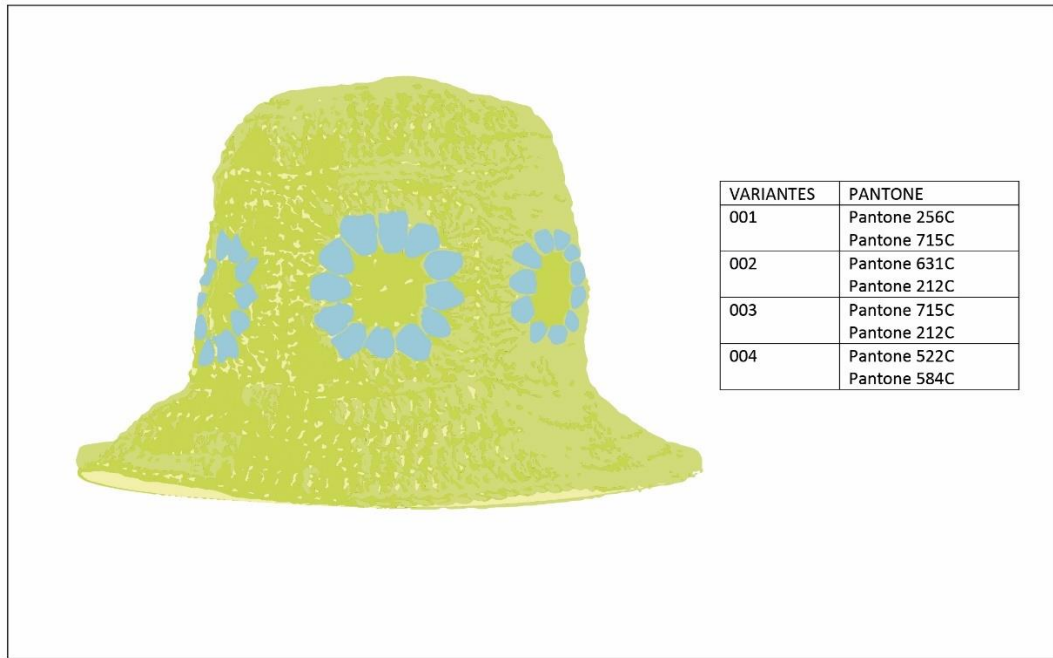 VARIANTES PANTONE
001 Pantone 256C
Pantone 715C
002 Pantone 631C
Pantone 212C
003 Pantone 715C
Pantone 212C
004 Pantone 522C
Pantone 584C